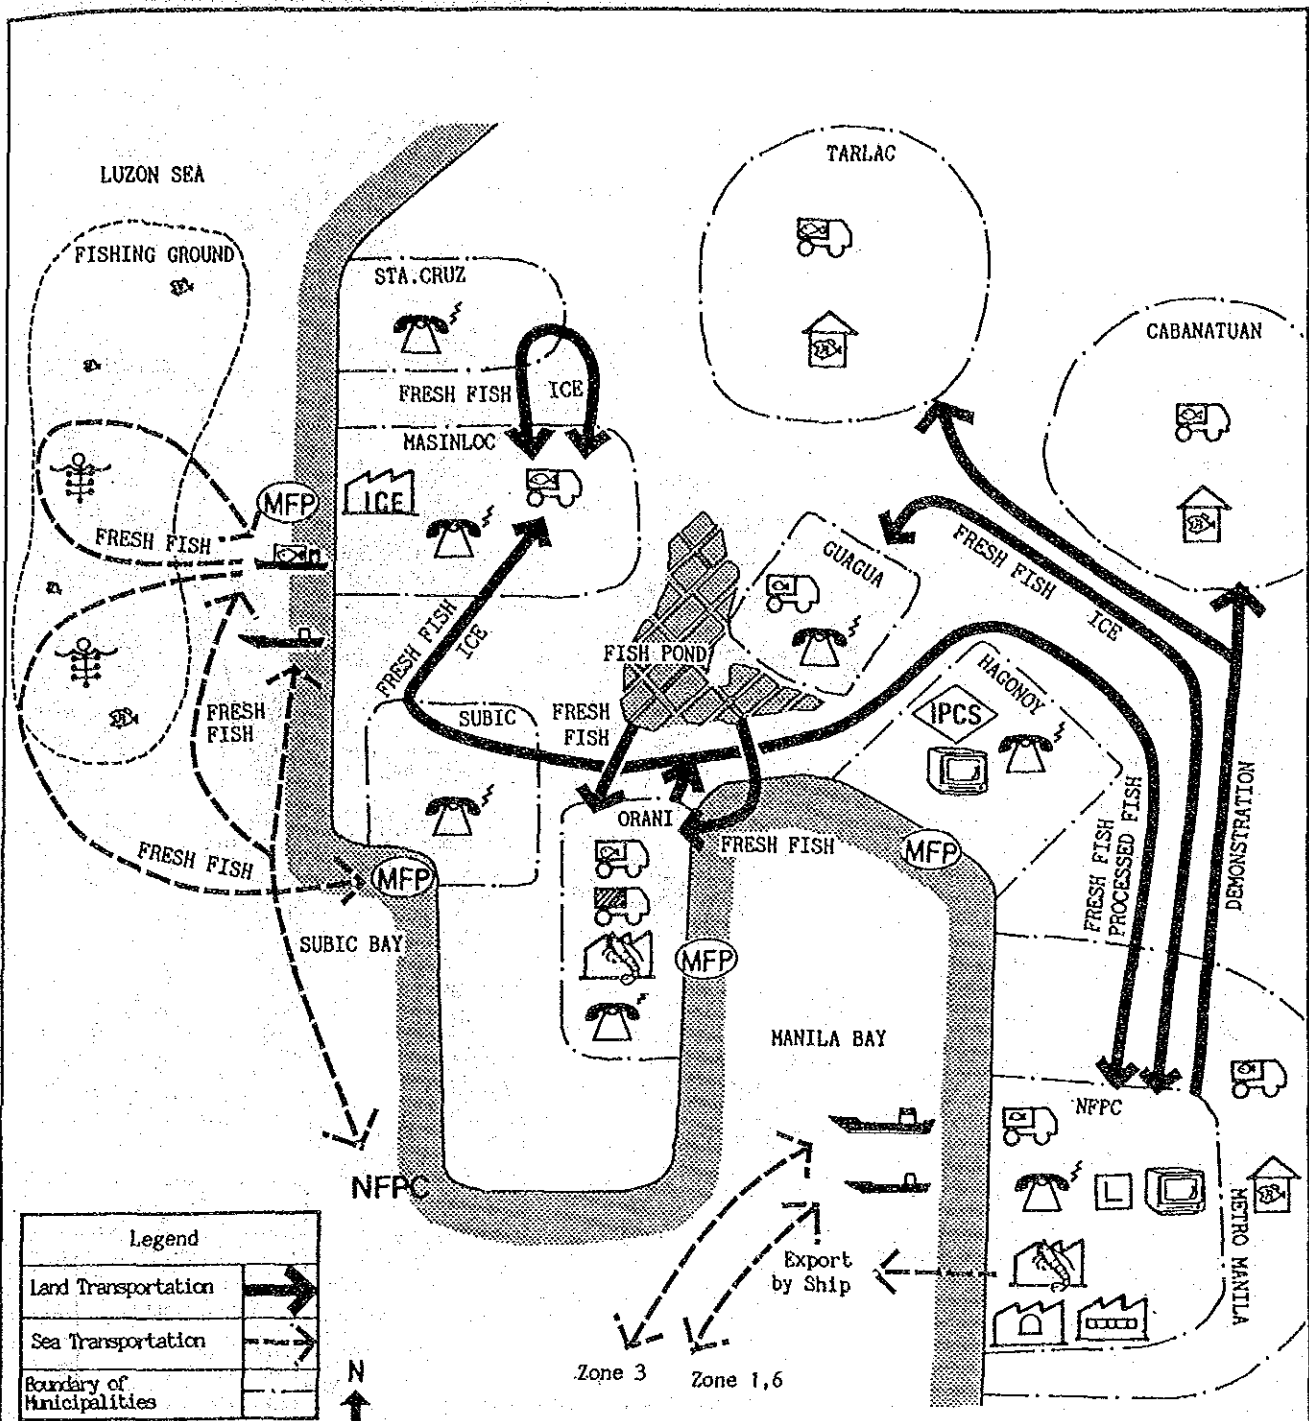 TARLAC
LUZON SEA
FISHING GROUND
STA.CRUZ
CABANATUAN
FRESH FISH
ICE
MASINLOC
MFP
ICE
FRESH FISH
GUAGUA
FRESH FISH
ICE
FRESH FISH
ICE
FISH POND
HAGONOY
IPCS
SUBIC
FRESH
FISH
FRESH
FISH
DEMONSTRATION
ORANI
FRESH FISH
MFP
FRESH FISH
MFP
FRESH FISH
PROCESSED FISH
SUBIC BAY
MFP
MANILA BAY
NFPC
NFPC
L
METRO MANILA
Export
by Ship
Zone 3
Zone 1,6
Legend
Land Transportation
Sea Transportation
Boundary of
Municipalities
N